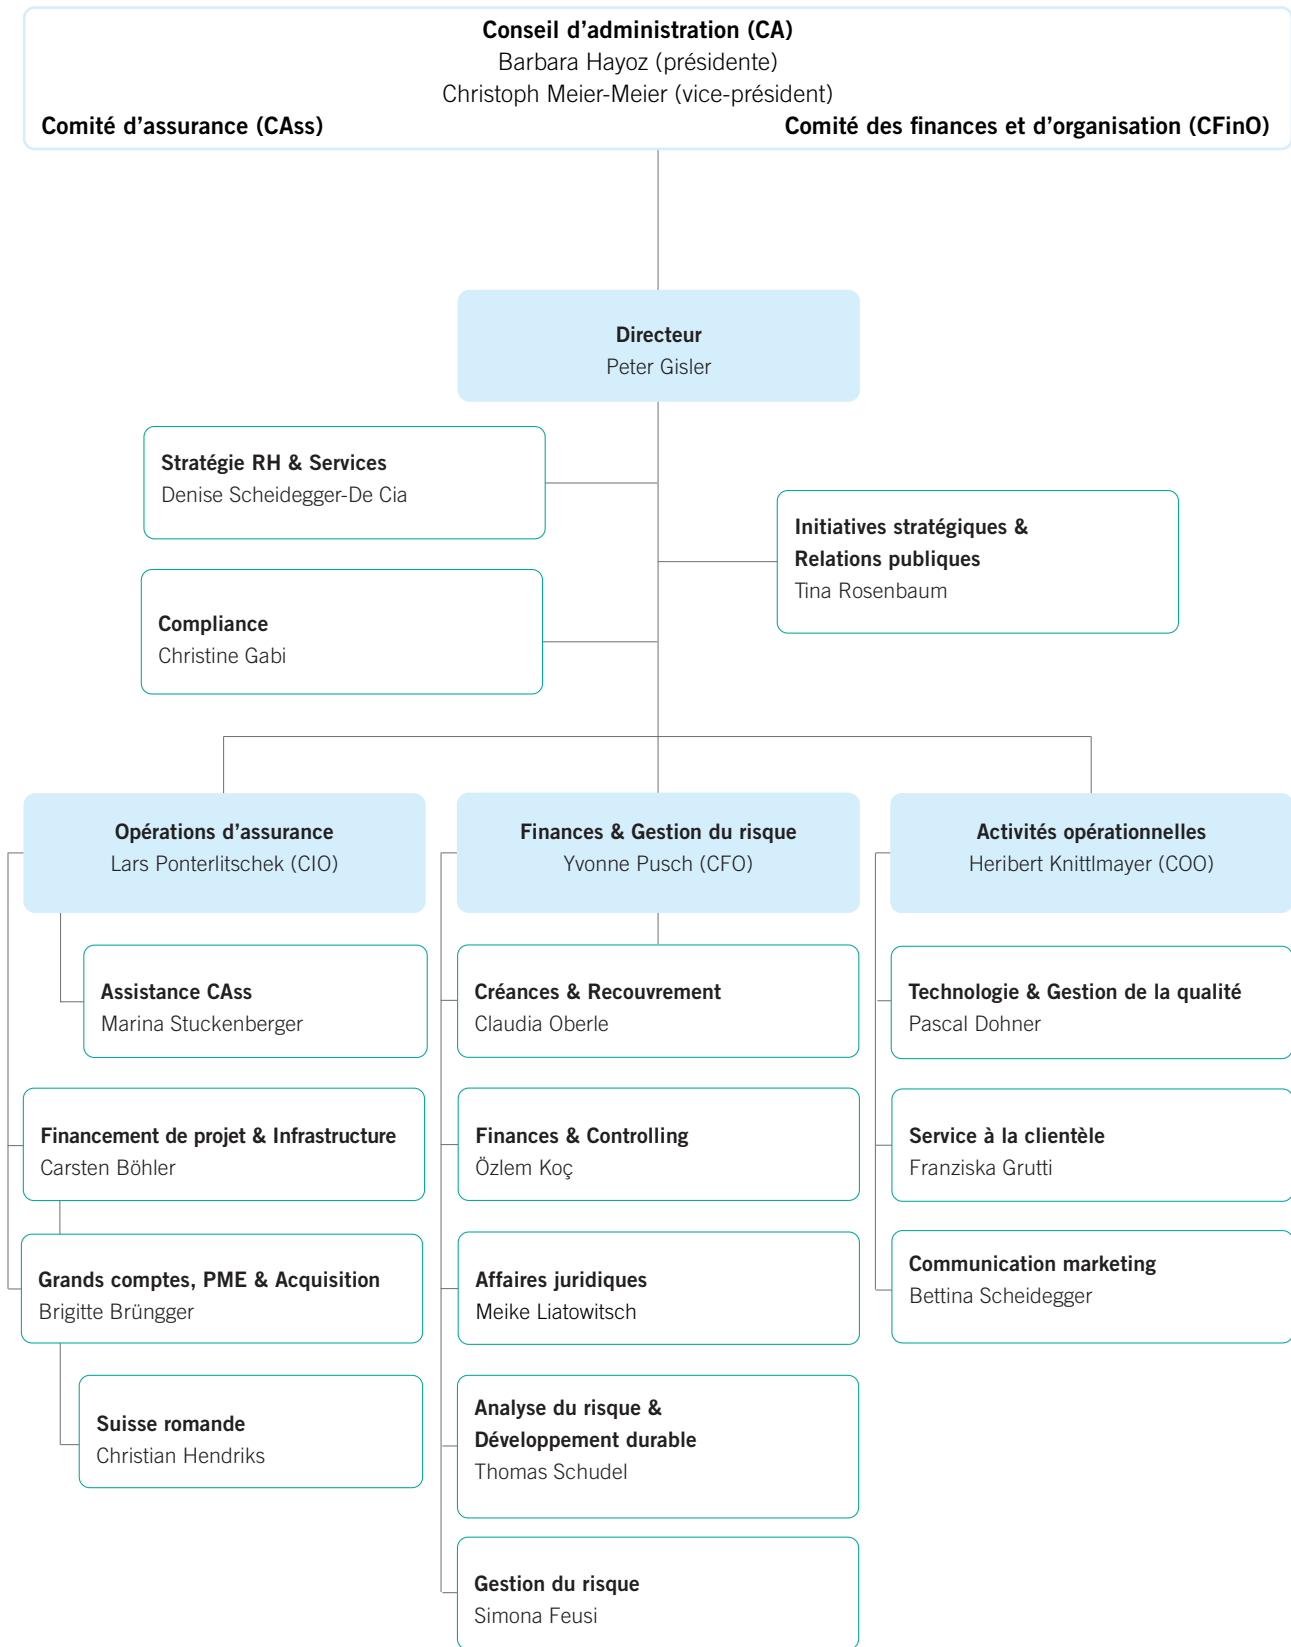 Conseil d’administration (CA)
Barbara Hayoz (présidente)
Christoph Meier-Meier (vice-président)
Comité d’assurance (CAss)
Comité des finances et d’organisation (CFinO)
Directeur
Peter Gisler
Stratégie RH & Services
Denise Scheidegger-De Cia
Initiatives stratégiques &
Relations publiques
Tina Rosenbaum
Compliance
Christine Gabi
Opérations d’assurance
Lars Ponterlitschek (CIO)
Finances & Gestion du risque
Yvonne Pusch (CFO)
Activités opérationnelles
Heribert Knittlmayer (COO)
Assistance CAss
Marina Stuckenberger
Créances & Recouvrement
Claudia Oberle
Technologie & Gestion de la qualité
Pascal Dohner
Financement de projet & Infrastructure
Carsten Böhler
Finances & Controlling
Özlem Koç
Service à la clientèle
Franziska Grutti
Grands comptes, PME & Acquisition
Brigitte Brüngger
Affaires juridiques
Meike Liatowitsch
Communication marketing
Bettina Scheidegger
Suisse romande
Christian Hendriks
Analyse du risque &
Développement durable
Thomas Schudel
Gestion du risque
Simona Feusi